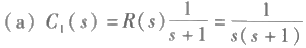 (a) C₁(s) = R(s) 1/(s+1) = 1/(s(s+1))